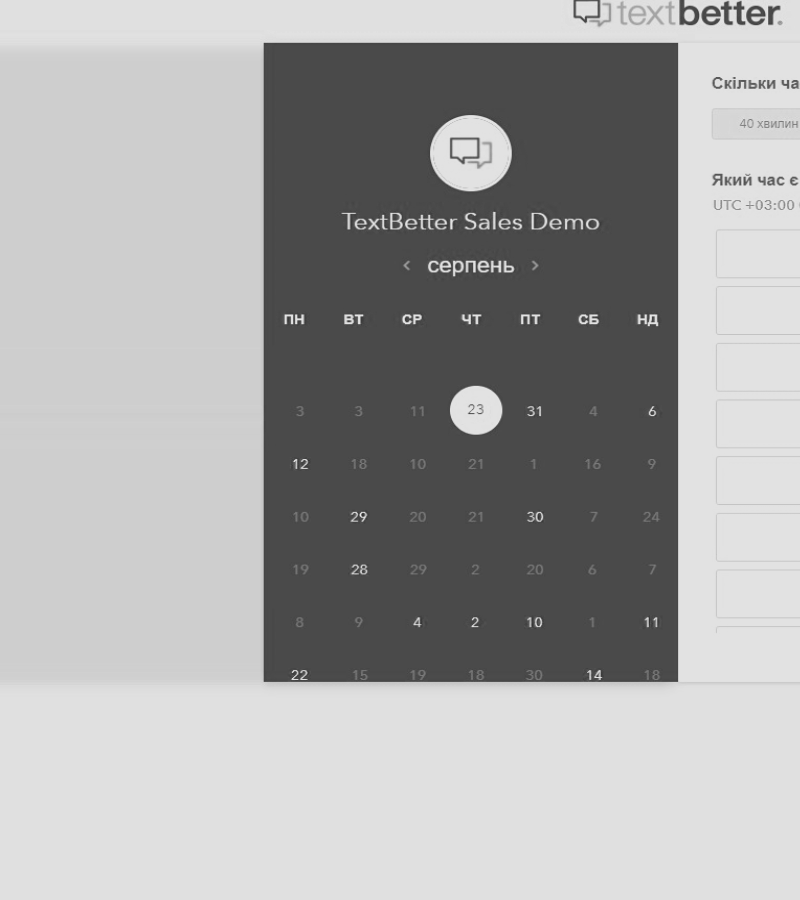 textbetter.
TextBetter Sales Demo
‹ серпень ›
ПН ВТ СР ЧТ ПТ СБ НД
3 3 11 23 31 4 6
12 18 10 21 1 16 9
10 29 20 21 30 7 24
19 28 29 2 20 6 7
8 9 4 2 10 1 11
22 15 19 18 30 14 18
Скільки ча
40 хвилин
Який час є
UTC +03:00